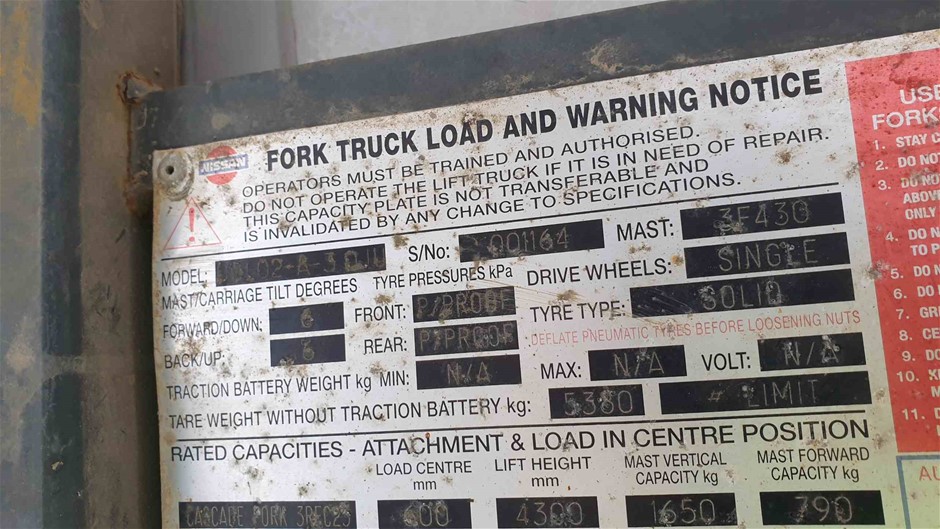 NISSAN
FORK TRUCK LOAD AND WARNING NOTICE
OPERATORS MUST BE TRAINED AND AUTHORISED.
DO NOT OPERATE THE LIFT TRUCK IF IT IS IN NEED OF REPAIR.
THIS CAPACITY PLATE IS NOT TRANSFERABLE AND
IS INVALIDATED BY ANY CHANGE TO SPECIFICATIONS.
MODEL: S/No: 001164 MAST: 3F430
MAST/CARRIAGE TILT DEGREES TYRE PRESSURES kPa DRIVE WHEELS: SINGLE
FORWARD/DOWN: 6 FRONT: P/PROOF TYRE TYPE: SOLID
BACK/UP: 6 REAR: P/PROOF DEFLATE PNEUMATIC TYRES BEFORE LOOSENING NUTS
TRACTION BATTERY WEIGHT kg MIN: N/A MAX: N/A VOLT: N/A
TARE WEIGHT WITHOUT TRACTION BATTERY kg: 5380 LIMIT
RATED CAPACITIES - ATTACHMENT & LOAD IN CENTRE POSITION
LOAD CENTRE mm LIFT HEIGHT mm MAST VERTICAL CAPACITY kg MAST FORWARD CAPACITY kg
CASCADE FORK 600 4300 1650 790
USE
FORK
1. STAY C
2. DO NOT
3. DO NOT
ABOVE
ONLY
4. DO N
TO P
5. DO
6. DO
7. GRI
8. CE
9. DO
10. KE
M
11. D
AU